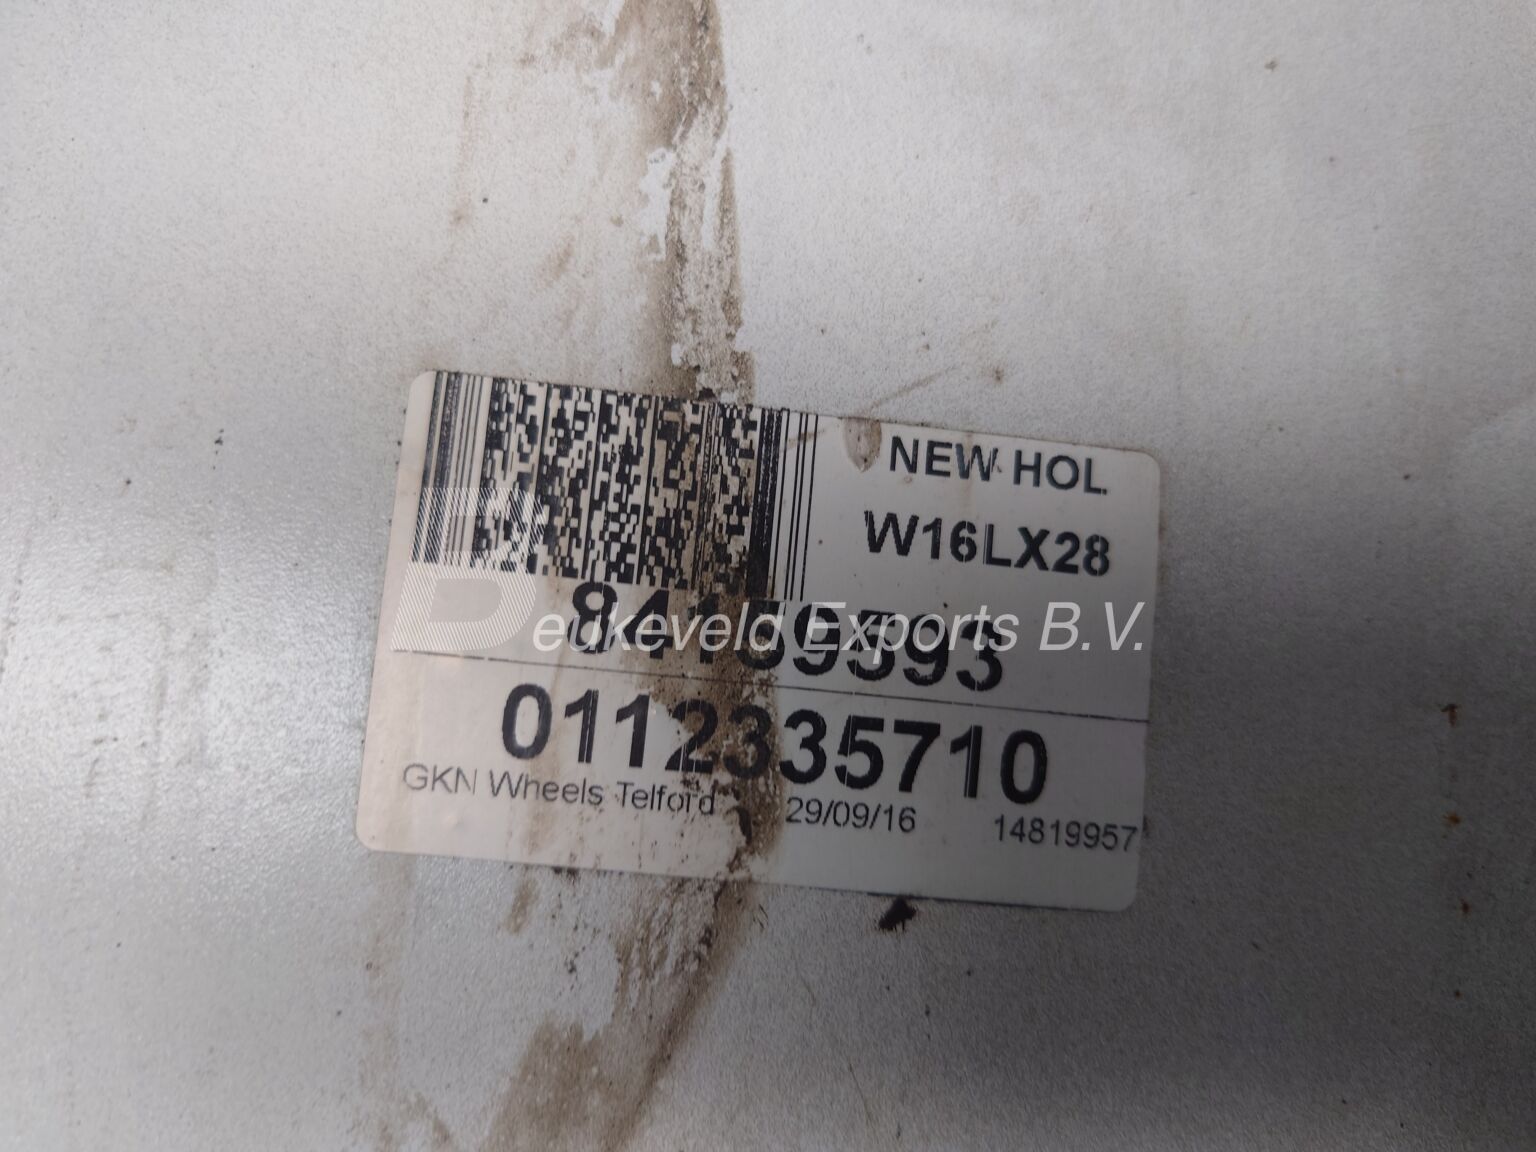 NEW HOL.
W16LX28
84159593
Beukeveld Exports B.V.
0112335710
GKN Wheels Telford 29/09/16 14819957